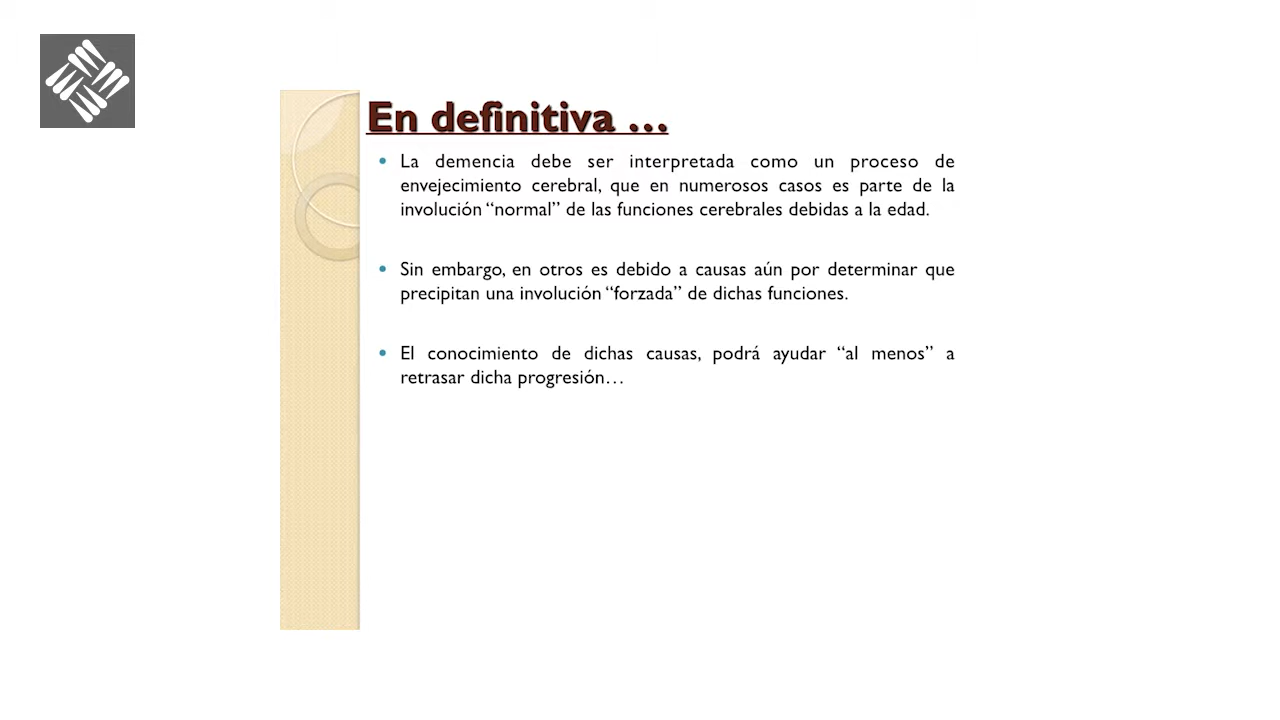 En definitiva ...
• La demencia debe ser interpretada como un proceso de
envejecimiento cerebral, que en numerosos casos es parte de la
involución “normal” de las funciones cerebrales debidas a la edad.
• Sin embargo, en otros es debido a causas aún por determinar que
precipitan una involución “forzada” de dichas funciones.
• El conocimiento de dichas causas, podrá ayudar “al menos” a
retrasar dicha progresión…